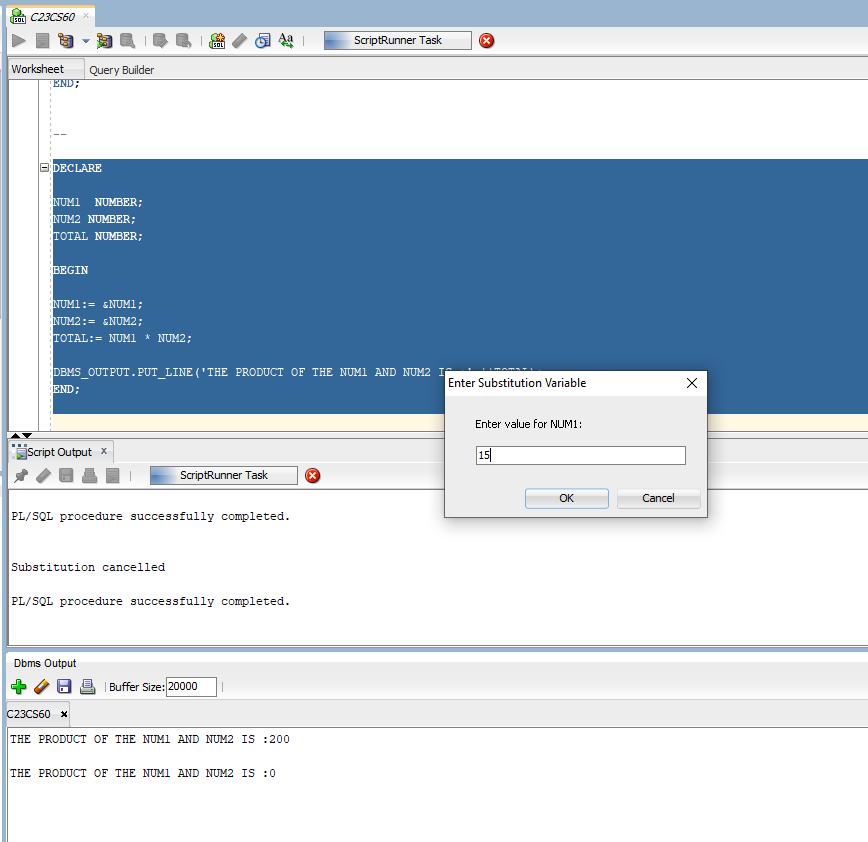 C23CS60
SQL
ScriptRunner Task
Worksheet
Query Builder
END;
--
DECLARE
NUM1  NUMBER;
NUM2 NUMBER;
TOTAL NUMBER;
BEGIN
NUM1:= &NUM1;
NUM2:= &NUM2;
TOTAL:= NUM1 * NUM2;
DBMS_OUTPUT.PUT_LINE('THE PRODUCT OF THE NUM1 AND NUM2
END;
Enter Substitution Variable
Enter value for NUM1:
15
OK
Cancel
Script Output x
ScriptRunner Task
PL/SQL procedure successfully completed.
Substitution cancelled
PL/SQL procedure successfully completed.
Dbms Output
Buffer Size: 20000
C23CS60 x
THE PRODUCT OF THE NUM1 AND NUM2 IS :200
THE PRODUCT OF THE NUM1 AND NUM2 IS :0